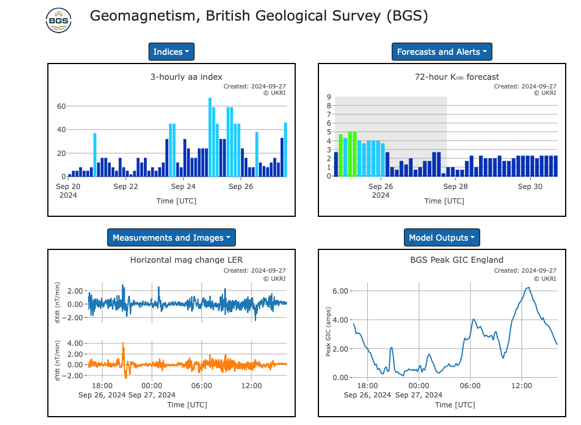 BGS
Geomagnetism, British Geological Survey (BGS)
Indices
Forecasts and Alerts
3-hourly aa index
Created: 2024-09-27
© UKRI
60
40
20
0
Sep 20
2024
Sep 22
Sep 24
Sep 26
Time [UTC]
72-hour KGBI forecast
Created: 2024-09-27
© UKRI
9
8
7
6
5
4
3
2
1
0
Sep 26
2024
Sep 28
Sep 30
Time [UTC]
Measurements and Images
Model Outputs
Horizontal mag change LER
Created: 2024-09-27
© UKRI
dXdt (nT/min)
2.00
0.00
−2.00
dYdt (nT/min)
4.00
2.00
0.00
−2.00
18:00
Sep 26, 2024
00:00
Sep 27, 2024
06:00
12:00
Time [UTC]
BGS Peak GIC England
Created: 2024-09-27
© UKRI
Peak GIC (amps)
6.00
4.00
2.00
0.00
18:00
Sep 26, 2024
00:00
Sep 27, 2024
06:00
12:00
Time [UTC]